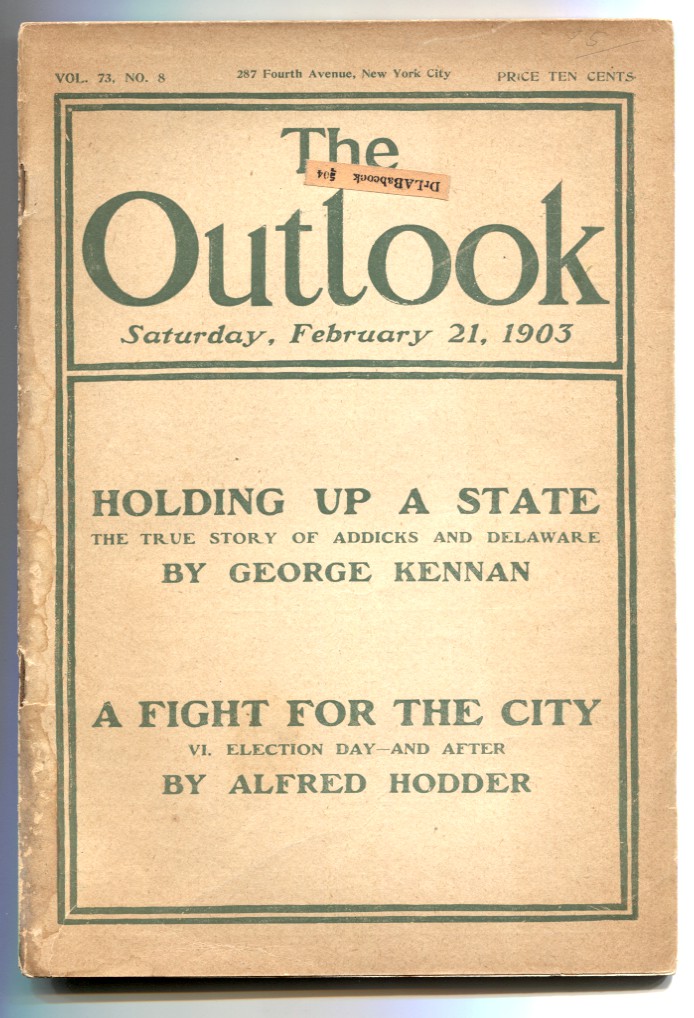 VOL. 73, NO. 8
287 Fourth Avenue, New York City
PRICE TEN CENTS
The
DrLABabcock 504
Outlook
Saturday, February 21, 1903
HOLDING UP A STATE
THE TRUE STORY OF ADDICKS AND DELAWARE
BY GEORGE KENNAN
A FIGHT FOR THE CITY
VI. ELECTION DAY—AND AFTER
BY ALFRED HODDER